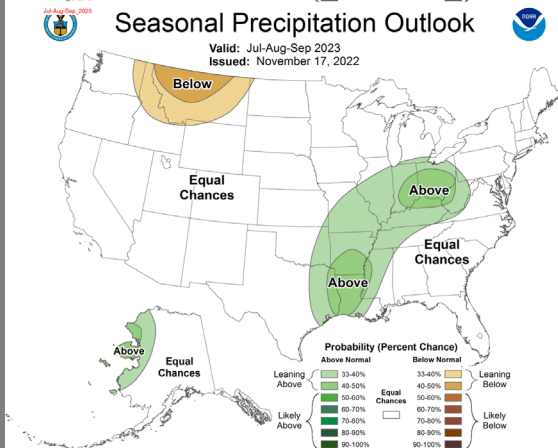 Jul-Aug-Sep 2023
Seasonal Precipitation Outlook
NOAA
Valid: Jul-Aug-Sep 2023
Issued: November 17, 2022
Below
Equal
Chances
Above
Equal
Chances
Above
Above
Equal
Chances
Probability (Percent Chance)
Above Normal
Below Normal
Leaning
Above
33-40%
40-50%
Likely
Above
50-60%
60-70%
70-80%
80-90%
90-100%
Equal
Chances
33-40%
40-50%
Leaning
Below
50-60%
60-70%
70-80%
80-90%
90-100%
Likely
Below